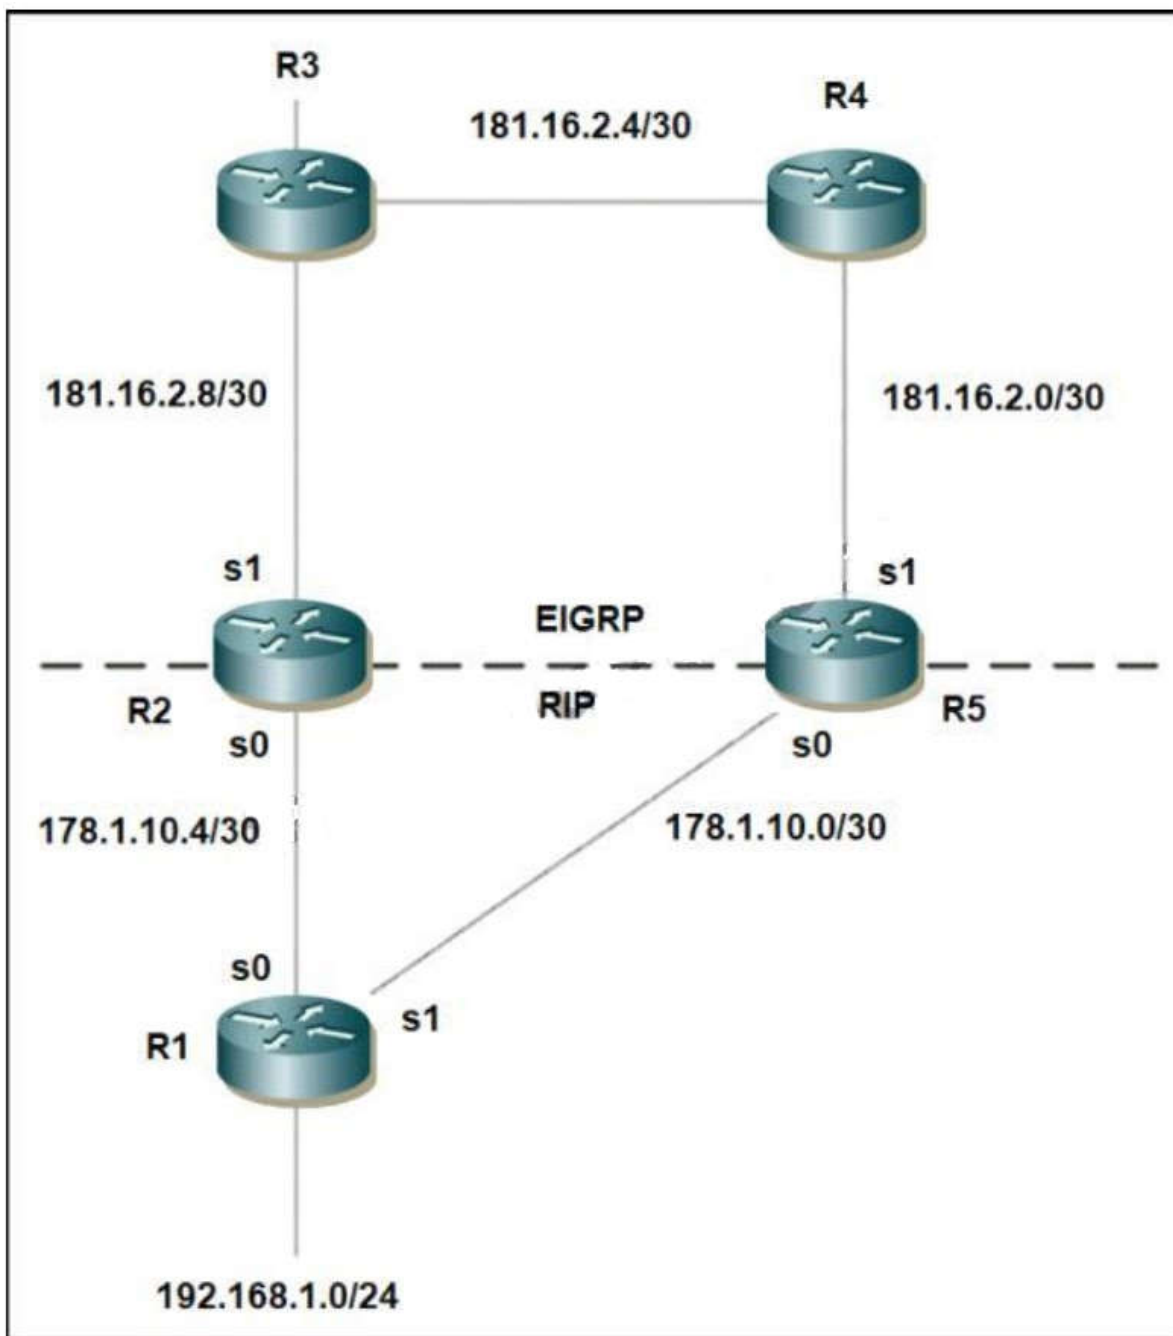 R3
R4
181.16.2.4/30
181.16.2.8/30
181.16.2.0/30
s1
s1
EIGRP
RIP
R2
R5
s0
s0
178.1.10.4/30
178.1.10.0/30
s0
s1
R1
192.168.1.0/24